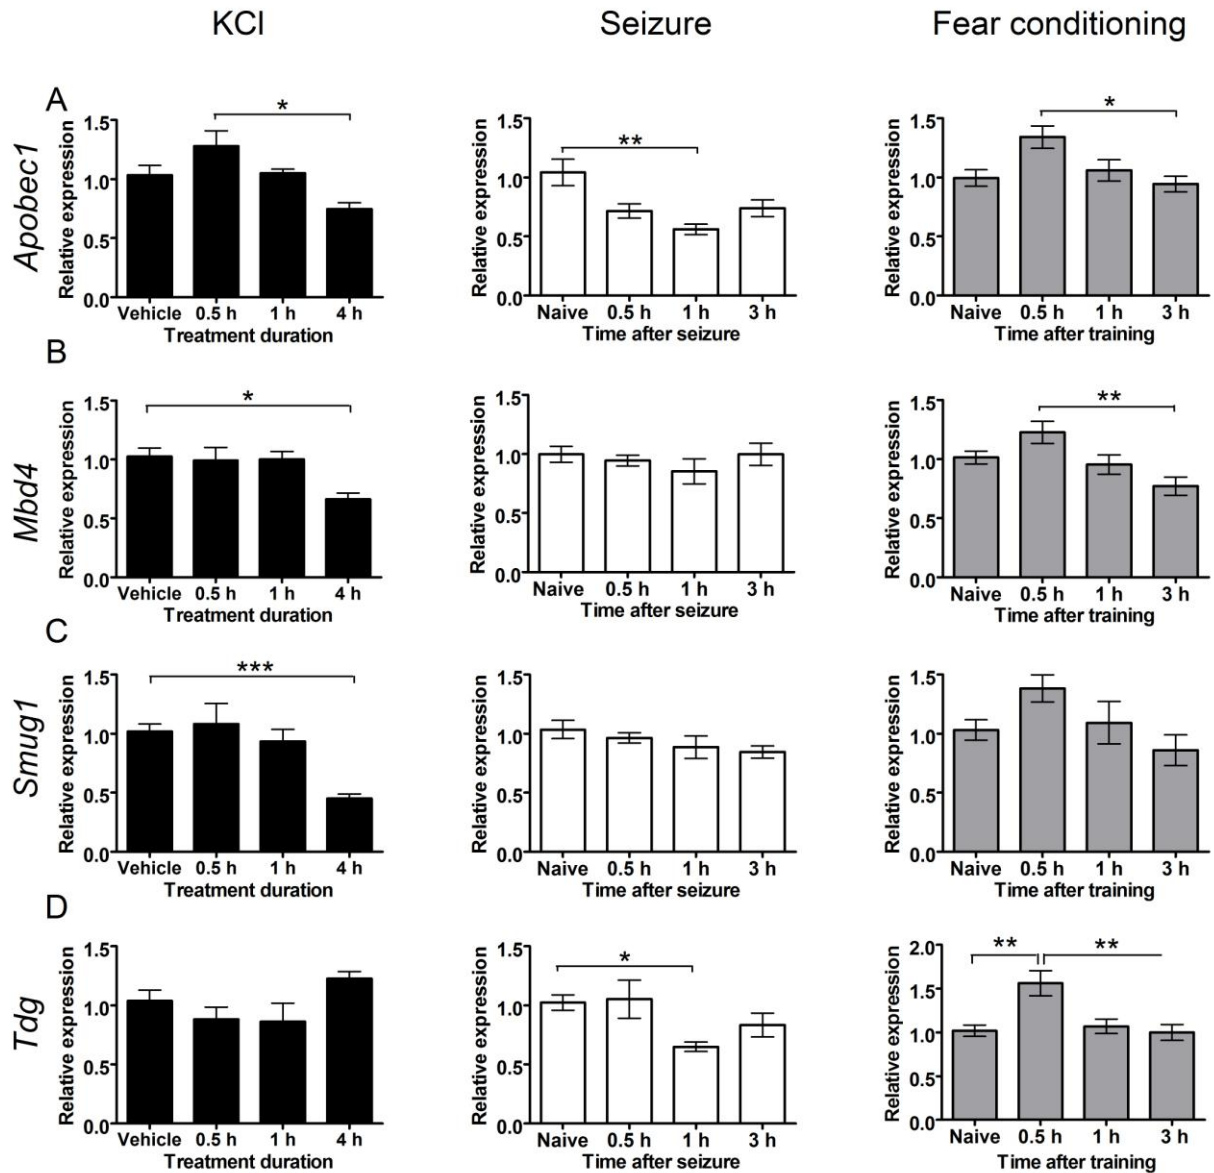 KCl Seizure Fear conditioning
A
Apobec1
Relative expression
1.5
1.0
0.5
0.0
*
Vehicle 0.5 h 1 h 4 h
Treatment duration
Relative expression
1.5
1.0
0.5
0.0
**
Naive 0.5 h 1 h 3 h
Time after seizure
Relative expression
1.5
1.0
0.5
0.0
*
Naive 0.5 h 1 h 3 h
Time after training
B
Mbd4
Relative expression
1.5
1.0
0.5
0.0
*
Vehicle 0.5 h 1 h 4 h
Treatment duration
Relative expression
1.5
1.0
0.5
0.0
Naive 0.5 h 1 h 3 h
Time after seizure
Relative expression
1.5
1.0
0.5
0.0
**
Naive 0.5 h 1 h 3 h
Time after training
C
Smug1
Relative expression
1.5
1.0
0.5
0.0
***
Vehicle 0.5 h 1 h 4 h
Treatment duration
Relative expression
1.5
1.0
0.5
0.0
Naive 0.5 h 1 h 3 h
Time after seizure
Relative expression
1.5
1.0
0.5
0.0
Naive 0.5 h 1 h 3 h
Time after training
D
Tdg
Relative expression
1.5
1.0
0.5
0.0
Vehicle 0.5 h 1 h 4 h
Treatment duration
Relative expression
1.5
1.0
0.5
0.0
*
Naive 0.5 h 1 h 3 h
Time after seizure
Relative expression
2.0
1.5
1.0
1.5
0.0
** **
Naive 0.5 h 1 h 3 h
Time after training